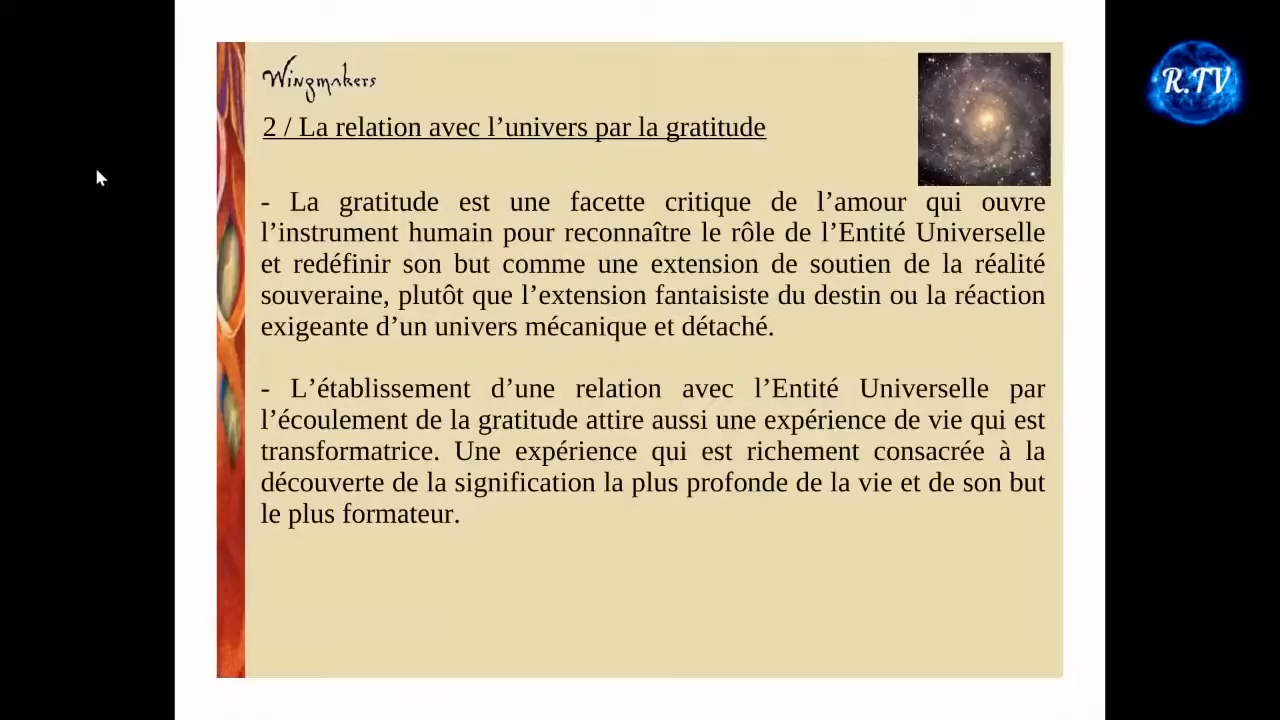 Wingmakers
R.TV
2 / La relation avec l’univers par la gratitude
- La gratitude est une facette critique de l’amour qui ouvre
l’instrument humain pour reconnaître le rôle de l’Entité Universelle
et redéfinir son but comme une extension de soutien de la réalité
souveraine, plutôt que l’extension fantaisiste du destin ou la réaction
exigeante d’un univers mécanique et détaché.
- L’établissement d’une relation avec l’Entité Universelle par
l’écoulement de la gratitude attire aussi une expérience de vie qui est
transformatrice. Une expérience qui est richement consacrée à la
découverte de la signification la plus profonde de la vie et de son but
le plus formateur.